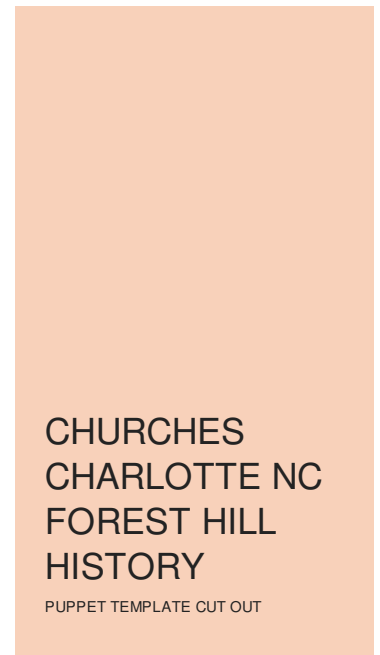 CHURCHES
CHARLOTTE NC
FOREST HILL
HISTORY
PUPPET TEMPLATE CUT OUT